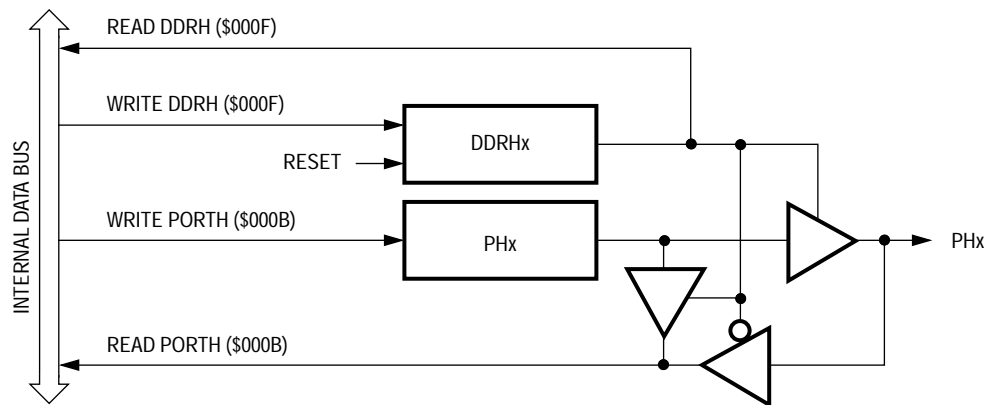 READ DDRH ($000F)
WRITE DDRH ($000F)
DDRHx
RESET
INTERNAL DATA BUS
WRITE PORTH ($000B)
PHx
PHx
READ PORTH ($000B)